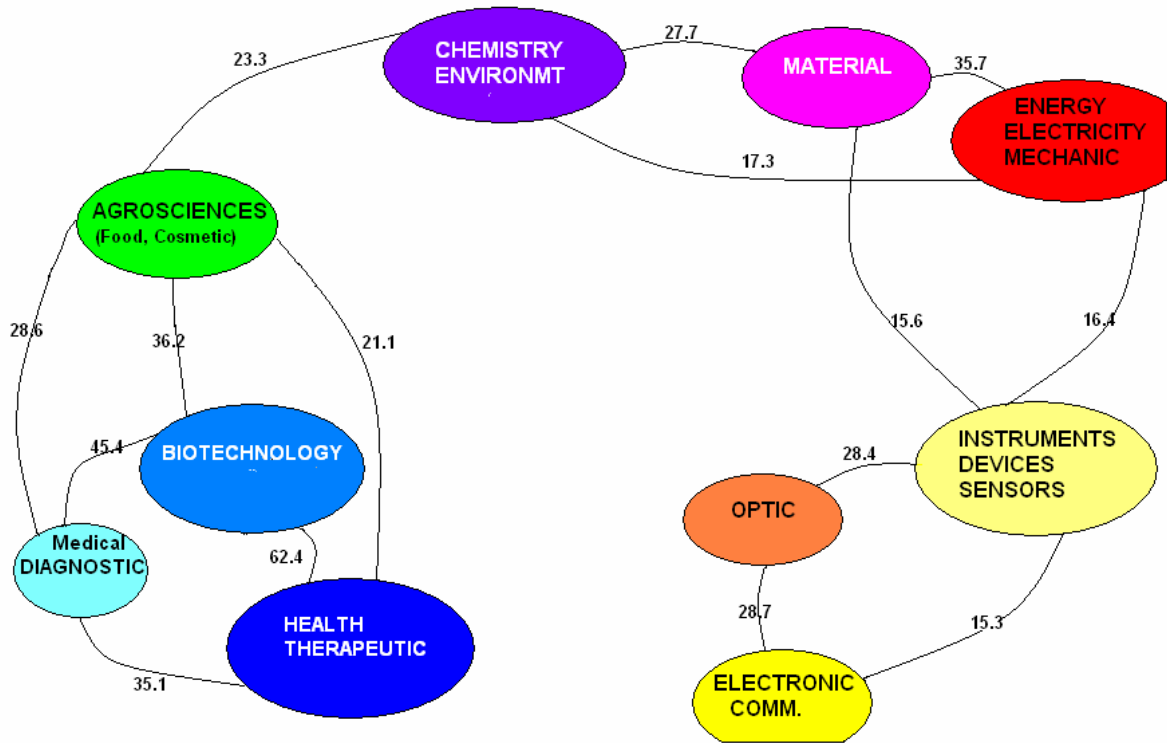 27.7
CHEMISTRY
ENVIRONMT
MATERIAL
35.7
23.3
ENERGY
ELECTRICITY
MECHANIC
17.3
AGROSCIENCES
(Food, Cosmetic)
28.6
36.2
21.1
15.6
16.4
45.4
BIOTECHNOLOGY
INSTRUMENTS
DEVICES
SENSORS
28.4
OPTIC
Medical
DIAGNOSTIC
62.4
28.7
15.3
HEALTH
THERAPEUTIC
35.1
ELECTRONIC
COMM.